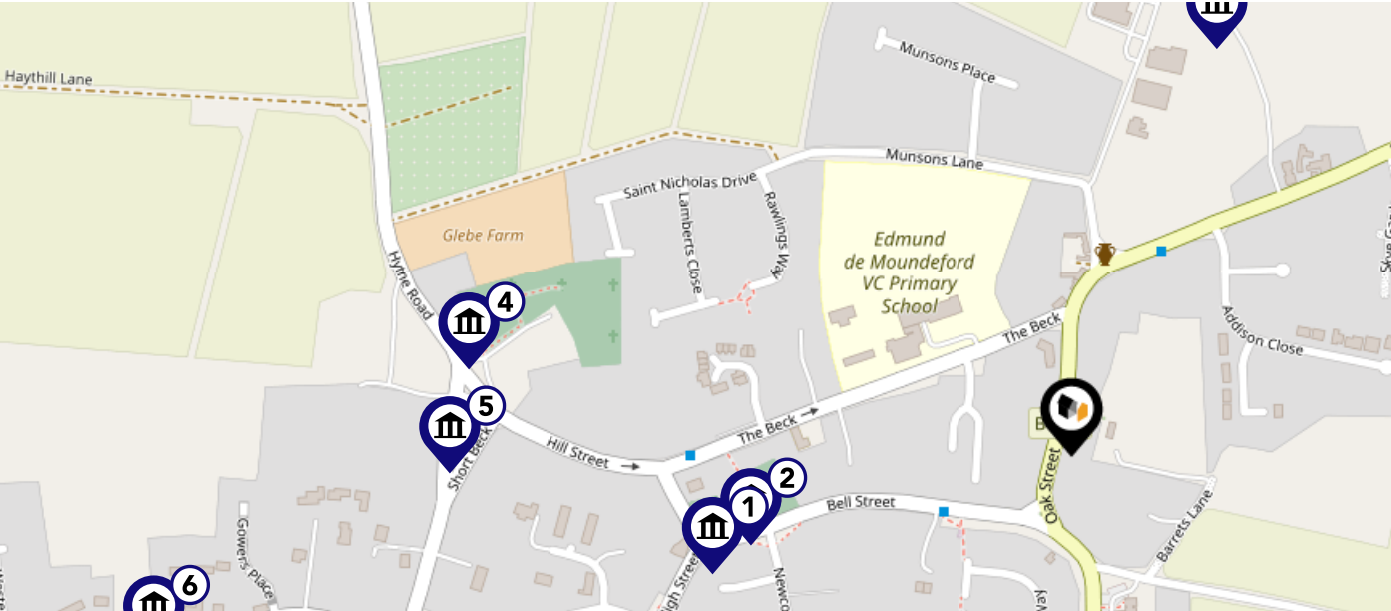 Haythill Lane
Munsons Place
Munsons Lane
Saint Nicholas Drive
Lamberts Close
Rawlings Way
Glebe Farm
Edmund
de Moundeford
VC Primary
School
Hythe Road
4
The Beck
Addison Close
5
Short Beck
Hill Street
The Beck
B
2
1
Bell Street
Oak Street
Barrets Lane
Gowers Place
6